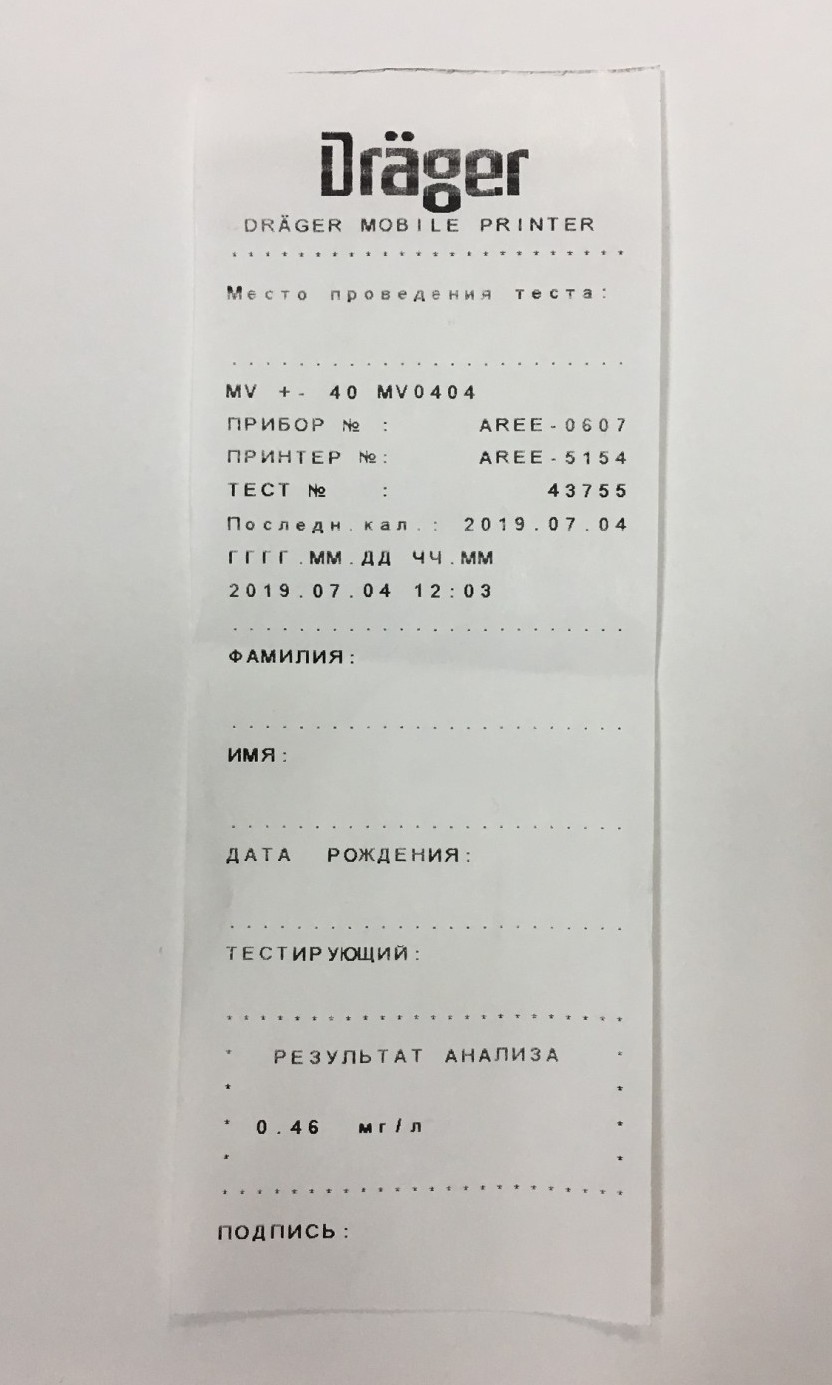 Dräger
DRÄGER MOBILE PRINTER
* * * * * * * * * * * * * * * * * * * * * * * *
Место проведения теста:
. . . . . . . . . . . . . . . . . . . . . . . .
MV +- 40 MV0404
ПРИБОР № : AREE-0607
ПРИНТЕР №: AREE-5154
ТЕСТ № : 43755
Последн.кал.: 2019.07.04
ГГГГ.ММ.ДД ЧЧ.ММ
2019.07.04 12:03
. . . . . . . . . . . . . . . . . . . . . . . .
ФАМИЛИЯ:
. . . . . . . . . . . . . . . . . . . . . . . .
ИМЯ:
. . . . . . . . . . . . . . . . . . . . . . . .
ДАТА РОЖДЕНИЯ:
. . . . . . . . . . . . . . . . . . . . . . . .
ТЕСТИРУЮЩИЙ:
* * * * * * * * * * * * * * * * * * * * * * * *
* РЕЗУЛЬТАТ АНАЛИЗА *
* *
* 0.46 мг/л *
* *
* * * * * * * * * * * * * * * * * * * * * * * *
ПОДПИСЬ: